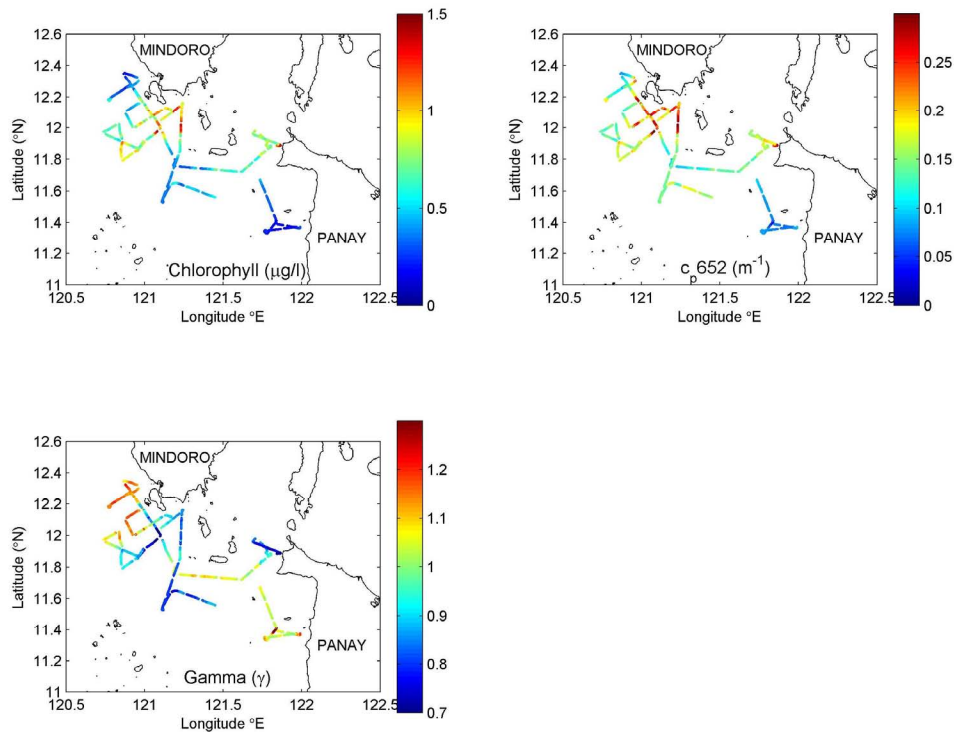 1.5
12.6
MINDORO
12.4
12.2
12
11.8
11.6
11.4
11.2
11
Latitude (°N)
1
0.5
0
PANAY
Chlorophyll (μg/l)
120.5 121 121.5 122 122.5
Longitude °E
12.6
MINDORO
12.4
12.2
12
11.8
11.6
11.4
11.2
11
Latitude (°N)
0.25
0.2
0.15
0.1
0.05
0
PANAY
c_p652 (m⁻¹)
120.5 121 121.5 122 122.5
Longitude °E
12.6
MINDORO
12.4
12.2
12
11.8
11.6
11.4
11.2
11
Latitude (°N)
1.2
1.1
1
0.9
0.8
0.7
PANAY
Gamma (γ)
120.5 121 121.5 122 122.5
Longitude °E